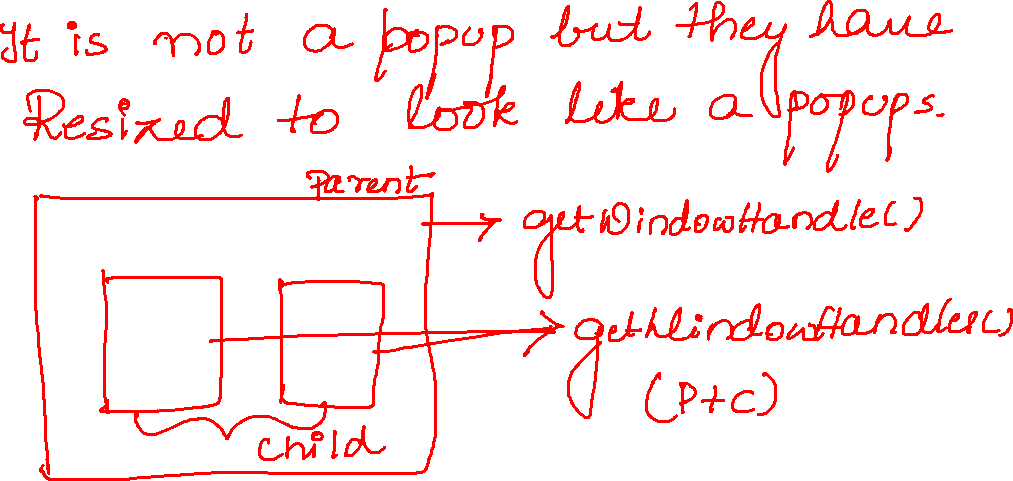 It is not a popup but they have
Resized to look like a popups.
Parent
getWindowHandle()
getWindowHandles()
(P+C)
child